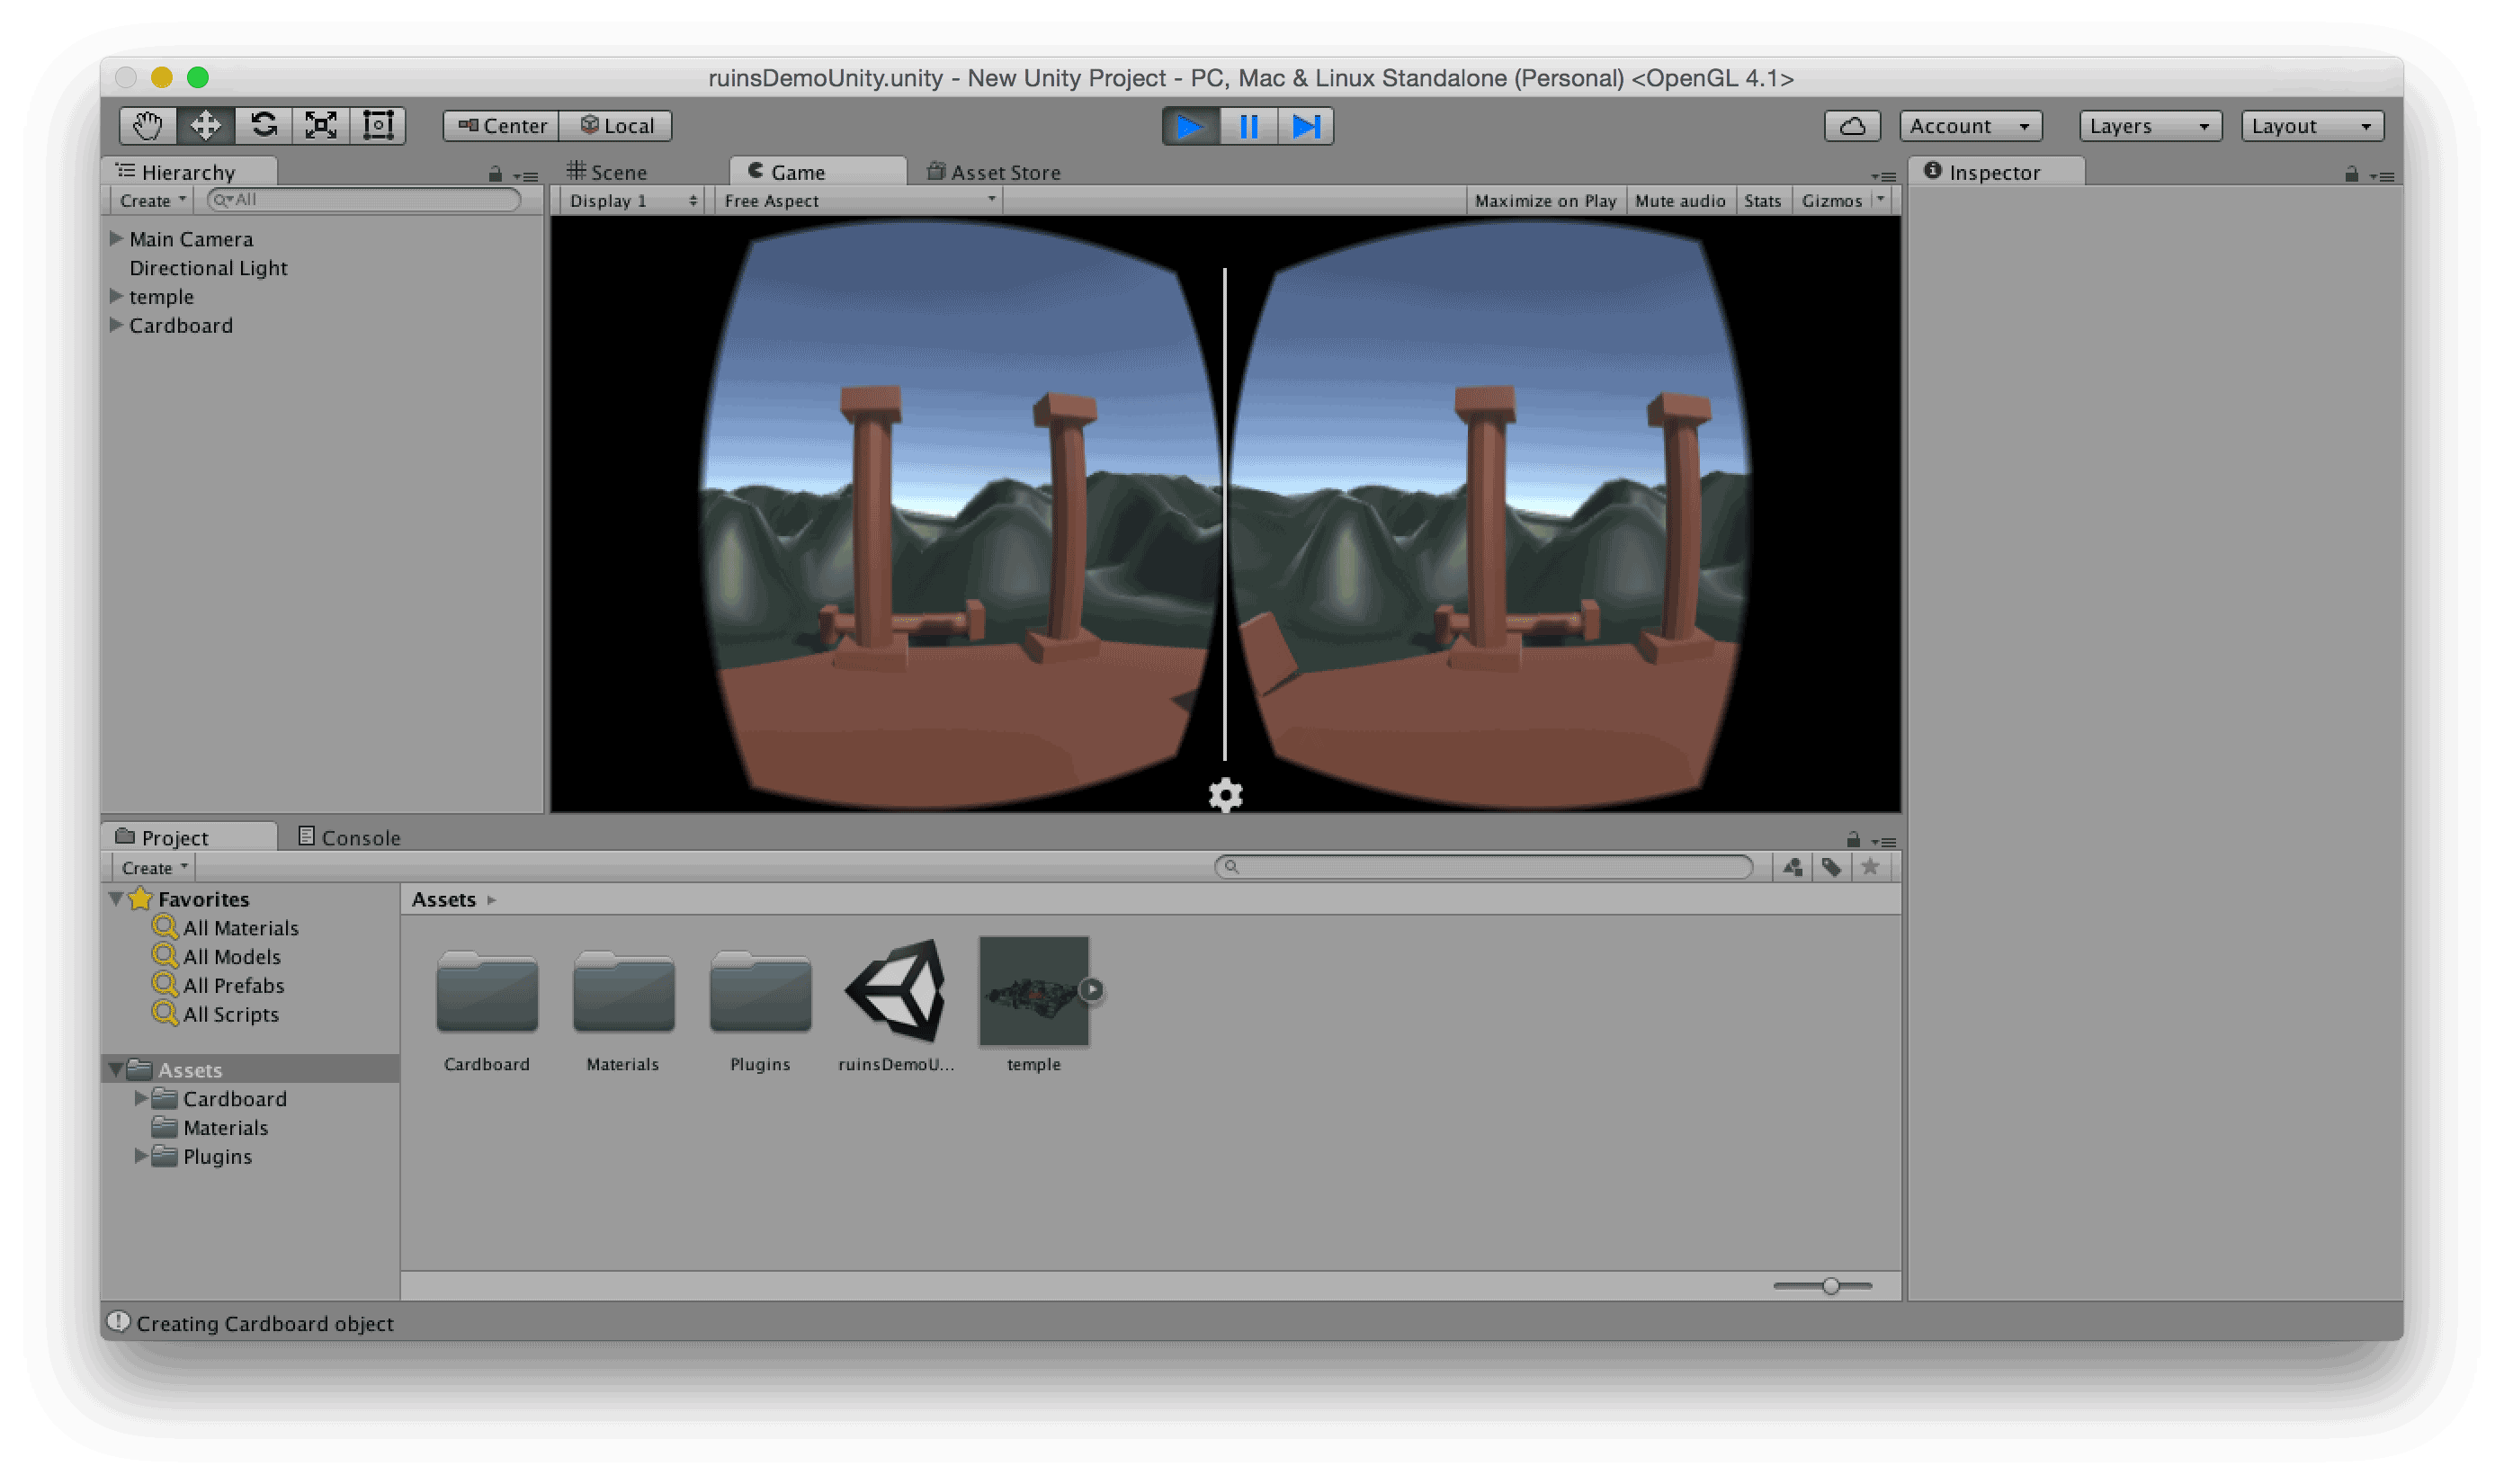 ruinsDemoUnity.unity - New Unity Project - PC, Mac & Linux Standalone (Personal) <OpenGL 4.1>
Center Local Account Layers Layout
Hierarchy
Create All
Main Camera
Directional Light
temple
Cardboard
Scene Game Asset Store
Display 1 Free Aspect Maximize on Play Mute audio Stats Gizmos
Inspector
Project Console
Create
Favorites
All Materials
All Models
All Prefabs
All Scripts
Assets
Cardboard
Materials
Plugins
Assets
Cardboard Materials Plugins ruinsDemoU... temple
Creating Cardboard object